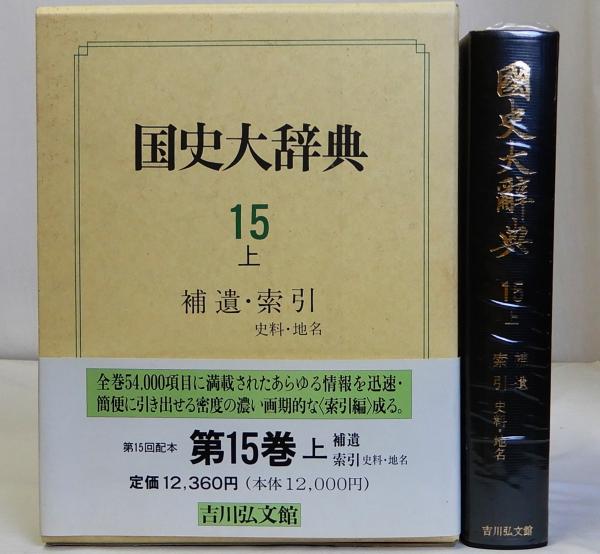 国史大辞典
15
上
補遺・索引
史料・地名
全巻54,000項目に満載されたあらゆる情報を迅速・
簡便に引き出せる密度の濃い画期的な〈索引編〉成る。
第15回配本 第15巻 上 補遺
索引 史料・地名
定価12,360円（本体12,000円）
吉川弘文館
國史大辭典
15
上
補遺
索引 史料・地名
吉川弘文館